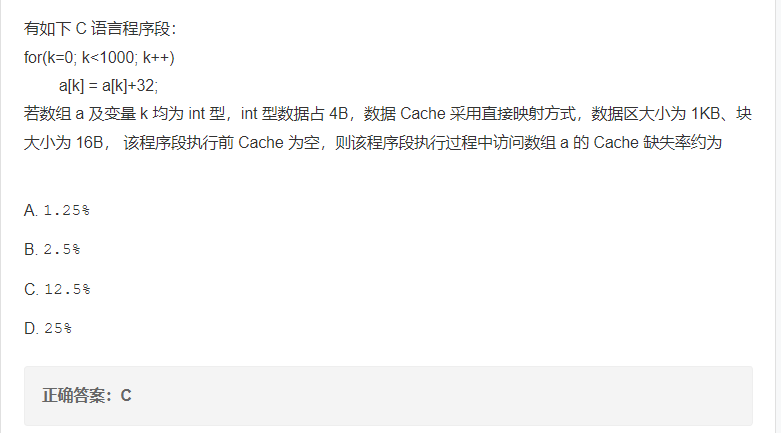 有如下 C 语言程序段：
for(k=0; k<1000; k++)
a[k] = a[k]+32;
若数组 a 及变量 k 均为 int 型，int 型数据占 4B，数据 Cache 采用直接映射方式，数据区大小为 1KB、块
大小为 16B， 该程序段执行前 Cache 为空，则该程序段执行过程中访问数组 a 的 Cache 缺失率约为
A. 1.25%
B. 2.5%
C. 12.5%
D. 25%
正确答案：C